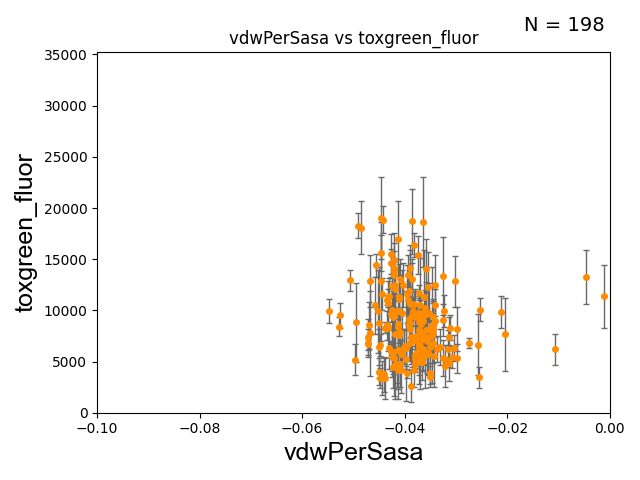 N = 198
vdwPerSasa vs toxgreen_fluor
35000
30000
25000
20000
15000
10000
5000
0
toxgreen_fluor
−0.10 −0.08 −0.06 −0.04 −0.02 0.00
vdwPerSasa